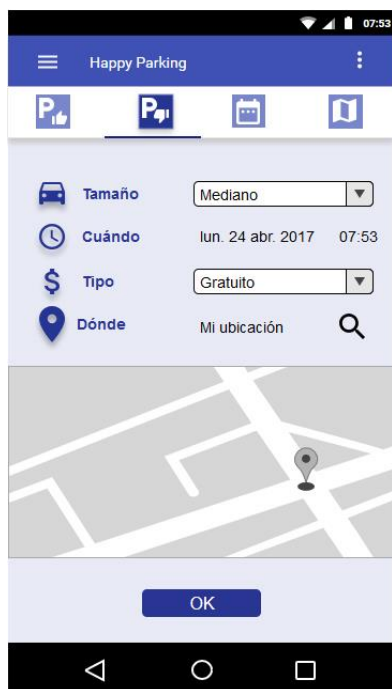 07:53
Happy Parking
P
P
Tamaño Mediano
Cuándo lun. 24 abr. 2017 07:53
$ Tipo Gratuito
Dónde Mi ubicación
OK